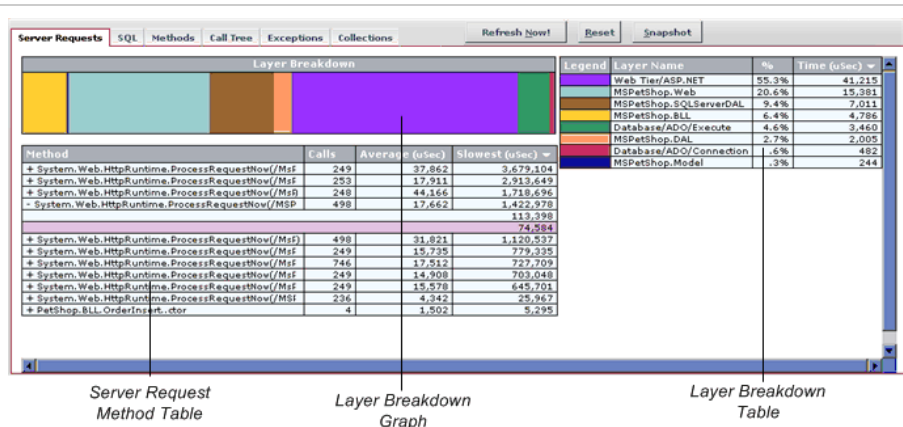 Server Requests SQL Methods Call Tree Exceptions Collections Refresh Now! Reset Snapshot
Layer Breakdown
Legend Layer Name % Time (uSec)
Web Tier/ASP.NET 55.3% 41,215
MSPetShop.Web 20.6% 15,381
MSPetShop.SQLServerDAL 9.4% 7,011
MSPetShop.BLL 6.4% 4,786
Database/ADO/Execute 4.6% 3,460
MSPetShop.DAL 2.7% 2,005
Database/ADO/Connection .6% 482
MSPetShop.Model .3% 244
Method Calls Average (uSec) Slowest (uSec)
+ System.Web.HttpRuntime.ProcessRequestNow(/MsF 249 37,862 3,679,104
+ System.Web.HttpRuntime.ProcessRequestNow(/MsF 253 17,911 2,913,649
+ System.Web.HttpRuntime.ProcessRequestNow(/Ms 248 44,166 1,718,696
- System.Web.HttpRuntime.ProcessRequestNow(/MSP 498 17,662 1,422,978
113,398
74,584
+ System.Web.HttpRuntime.ProcessRequestNow(/Ms 498 31,821 1,120,537
+ System.Web.HttpRuntime.ProcessRequestNow(/MsF 249 15,735 779,335
+ System.Web.HttpRuntime.ProcessRequestNow(/MsF 746 17,512 727,709
+ System.Web.HttpRuntime.ProcessRequestNow(/MsF 249 14,908 703,048
+ System.Web.HttpRuntime.ProcessRequestNow(/MsF 249 15,578 645,701
+ System.Web.HttpRuntime.ProcessRequestNow(/MSF 236 4,342 25,967
+ PetShop.BLL.OrderInsert..ctor 4 1,502 5,295
Server Request
Method Table
Layer Breakdown
Graph
Layer Breakdown
Table